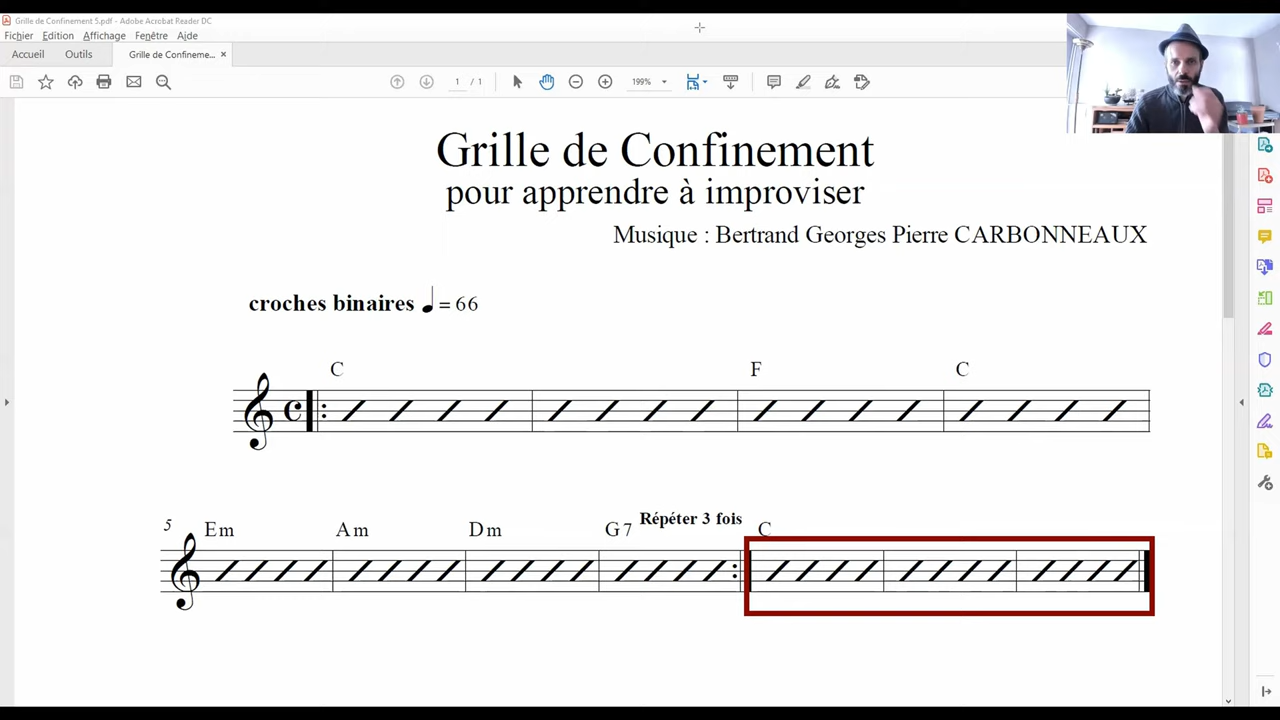 Grille de Confinement 5.pdf - Adobe Acrobat Reader DC
Fichier Edition Affichage Fenêtre Aide
Accueil Outils Grille de Confineme... ×
1 / 1 199%
Grille de Confinement
pour apprendre à improviser
Musique : Bertrand Georges Pierre CARBONNEAUX
croches binaires = 66
C F C
5 Em Am Dm G7 Répéter 3 fois C